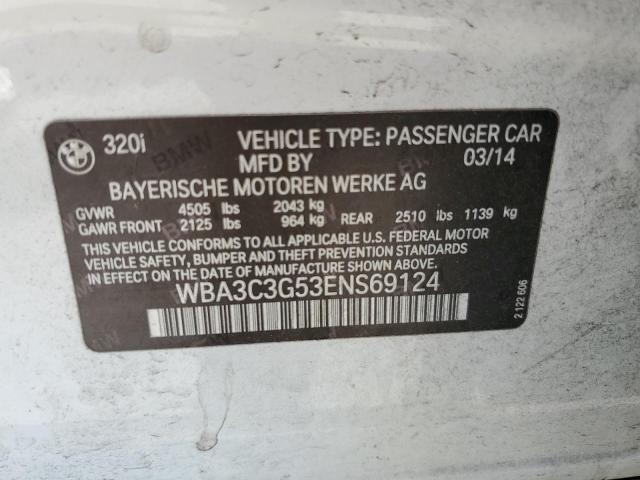 BMW 320i VEHICLE TYPE: PASSENGER CAR
MFD BY 03/14
BAYERISCHE MOTOREN WERKE AG
GVWR 4505 lbs 2043 kg
GAWR FRONT 2125 lbs 964 kg REAR 2510 lbs 1139 kg
THIS VEHICLE CONFORMS TO ALL APPLICABLE U.S. FEDERAL MOTOR
VEHICLE SAFETY, BUMPER AND THEFT PREVENTION STANDARDS
IN EFFECT ON THE DATE OF MANUFACTURE SHOWN ABOVE.
WBA3C3G53ENS69124
2 122 606